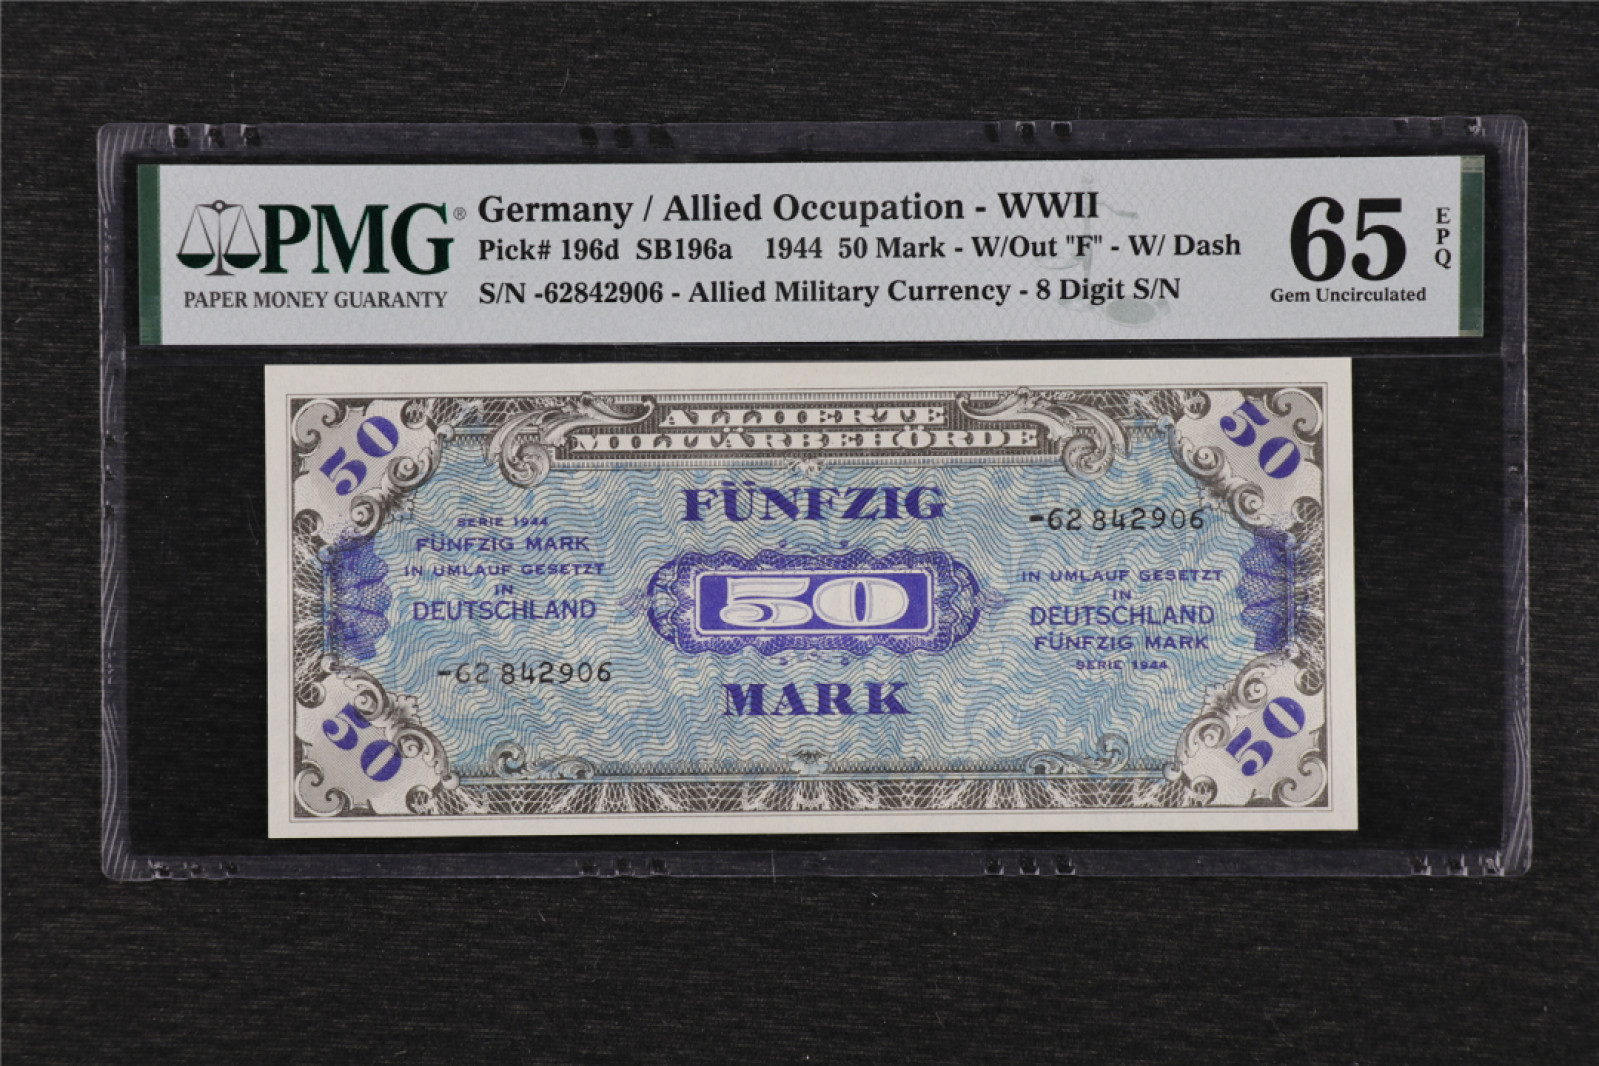 PMG®
PAPER MONEY GUARANTY
Germany / Allied Occupation - WWII
Pick# 196d SB196a 1944 50 Mark - W/Out "F" - W/ Dash
S/N -62842906 - Allied Military Currency - 8 Digit S/N
65
EPQ
Gem Uncirculated
50
ALLIIERTE
MILITÄRBEHÖRDE
50
FÜNFZIG
SERIE 1944
FÜNFZIG MARK
IN UMLAUF GESETZT
IN
DEUTSCHLAND
-62 842906
50
MARK
-62 842906
IN UMLAUF GESETZT
IN
DEUTSCHLAND
FÜNFZIG MARK
SERIE 1944
50
50